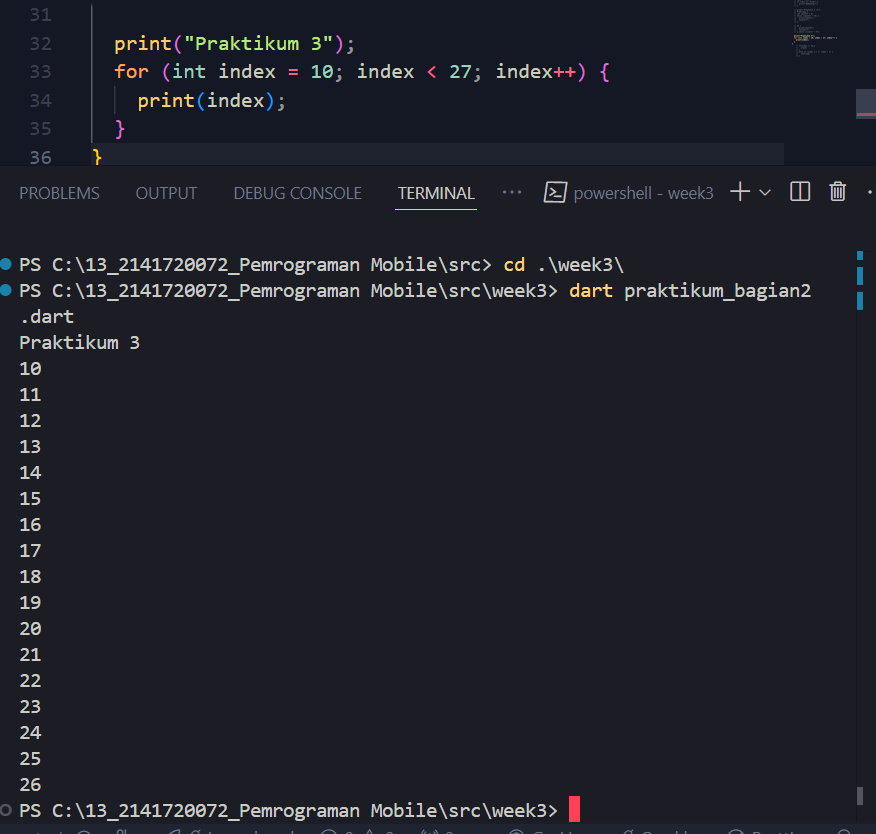 31
32 print("Praktikum 3");
33 for (int index = 10; index < 27; index++) {
34 print(index);
35 }
36 }
PROBLEMS OUTPUT DEBUG CONSOLE TERMINAL ··· powershell - week3
PS C:\13_2141720072_Pemrograman Mobile\src> cd .\week3\
PS C:\13_2141720072_Pemrograman Mobile\src\week3> dart praktikum_bagian2
.dart
Praktikum 3
10
11
12
13
14
15
16
17
18
19
20
21
22
23
24
25
26
PS C:\13_2141720072_Pemrograman Mobile\src\week3>